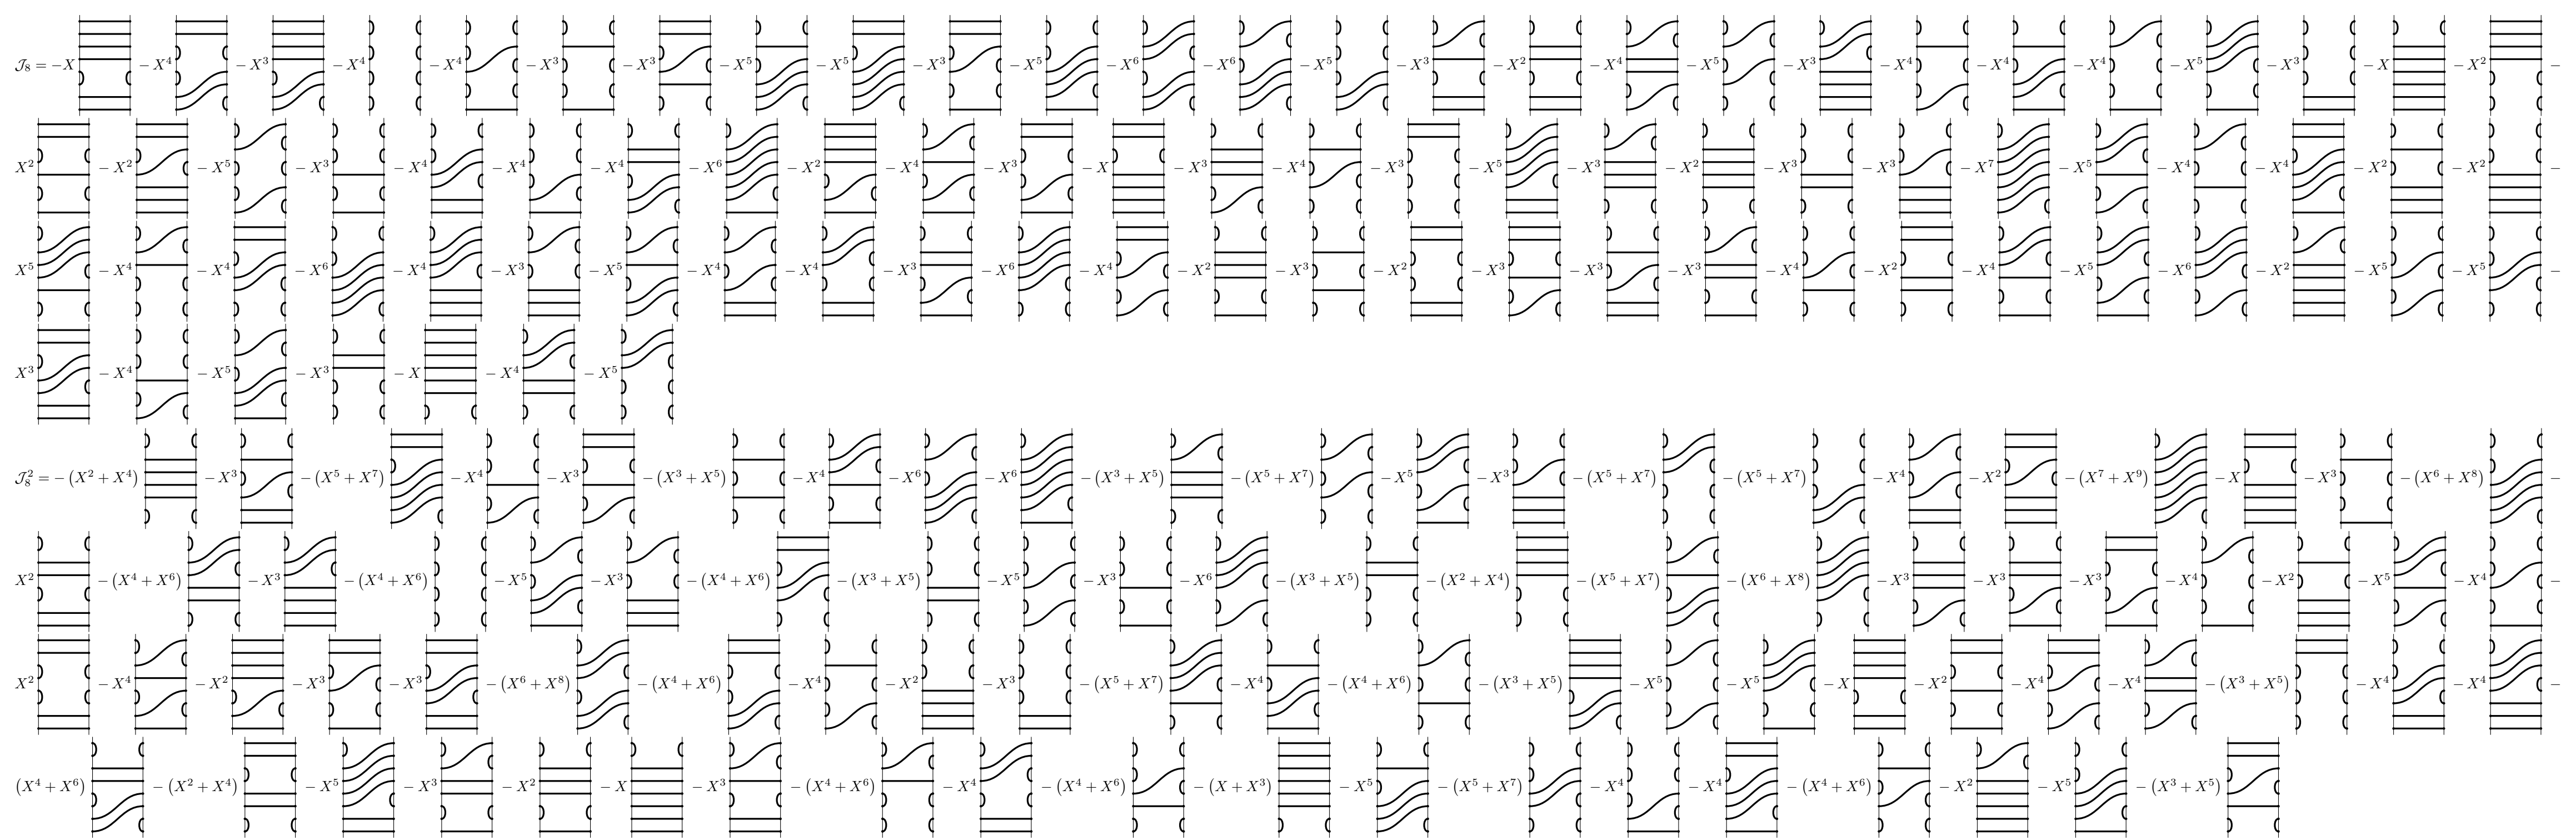 𝒥₈ = −X − X⁴ − X³ − X⁴ − X⁴ − X³ − X³ − X⁵ − X⁵ − X³ − X⁵ − X⁶ − X⁶ − X⁵ − X³ − X² − X⁴ − X⁵ − X³ − X⁴ − X⁴ − X⁴ − X⁵ − X³ − X − X² −
X² − X² − X⁵ − X³ − X⁴ − X⁴ − X⁴ − X⁶ − X² − X⁴ − X³ − X − X³ − X⁴ − X³ − X⁵ − X³ − X² − X³ − X³ − X⁷ − X⁵ − X⁴ − X⁴ − X² − X² −
X⁵ − X⁴ − X⁴ − X⁶ − X⁴ − X³ − X⁵ − X⁴ − X⁴ − X³ − X⁶ − X⁴ − X² − X³ − X² − X³ − X³ − X³ − X⁴ − X² − X⁴ − X⁵ − X⁶ − X² − X⁵ − X⁵ −
X³ − X⁴ − X⁵ − X³ − X − X⁴ − X⁵
𝒥₈² = −(X² + X⁴) − X³ − (X⁵ + X⁷) − X⁴ − X³ − (X³ + X⁵) − X⁴ − X⁶ − X⁶ − (X³ + X⁵) − (X⁵ + X⁷) − X⁵ − X³ − (X⁵ + X⁷) − (X⁵ + X⁷) − X⁴ − X² − (X⁷ + X⁹) − X − X³ − (X⁶ + X⁸) −
X² − (X⁴ + X⁶) − X³ − (X⁴ + X⁶) − X⁵ − X³ − (X⁴ + X⁶) − (X³ + X⁵) − X⁵ − X³ − X⁶ − (X³ + X⁵) − (X² + X⁴) − (X⁵ + X⁷) − (X⁶ + X⁸) − X³ − X³ − X³ − X⁴ − X² − X⁵ − X⁴ −
X² − X⁴ − X² − X³ − X³ − (X⁶ + X⁸) − (X⁴ + X⁶) − X⁴ − X² − X³ − (X⁵ + X⁷) − X⁴ − (X⁴ + X⁶) − (X³ + X⁵) − X⁵ − X⁵ − X − X² − X⁴ − X⁴ − (X³ + X⁵) − X⁴ − X⁴ −
(X⁴ + X⁶) − (X² + X⁴) − X⁵ − X³ − X² − X − X³ − (X⁴ + X⁶) − X⁴ − (X⁴ + X⁶) − (X + X³) − X⁵ − (X⁵ + X⁷) − X⁴ − X⁴ − (X⁴ + X⁶) − X² − X⁵ − (X³ + X⁵)